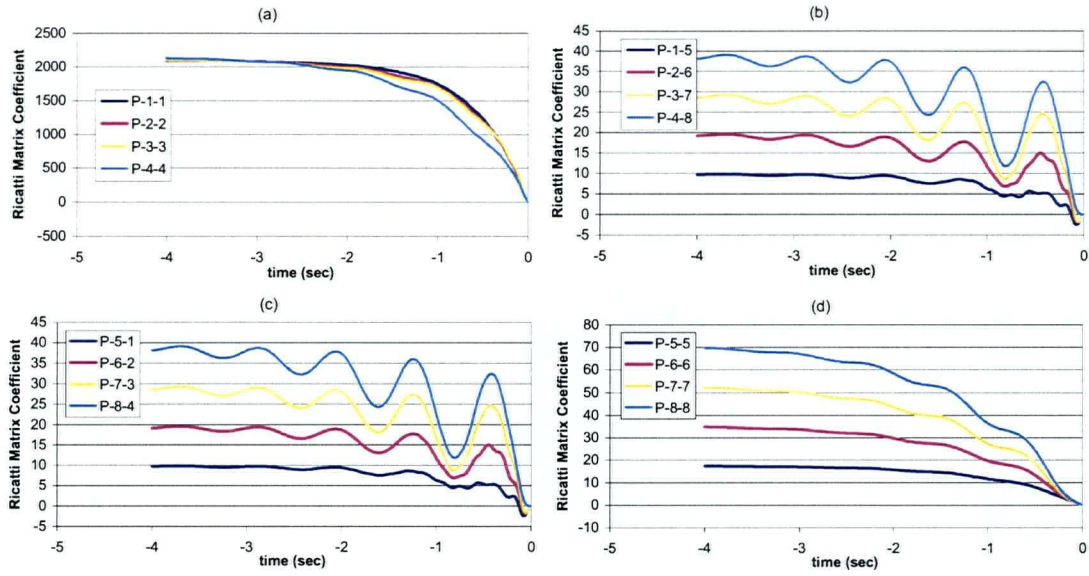 (a)
Ricatti Matrix Coefficient
2500
2000
1500
1000
500
0
-500
P-1-1
P-2-2
P-3-3
P-4-4
-5 -4 -3 -2 -1 0
time (sec)
(b)
Ricatti Matrix Coefficient
45
40
35
30
25
20
15
10
5
0
-5
P-1-5
P-2-6
P-3-7
P-4-8
-5 -4 -3 -2 -1 0
time (sec)
(c)
Ricatti Matrix Coefficient
45
40
35
30
25
20
15
10
5
0
-5
P-5-1
P-6-2
P-7-3
P-8-4
-5 -4 -3 -2 -1 0
time (sec)
(d)
Ricatti Matrix Coefficient
80
70
60
50
40
30
20
10
0
-10
P-5-5
P-6-6
P-7-7
P-8-8
-5 -4 -3 -2 -1 0
time (sec)